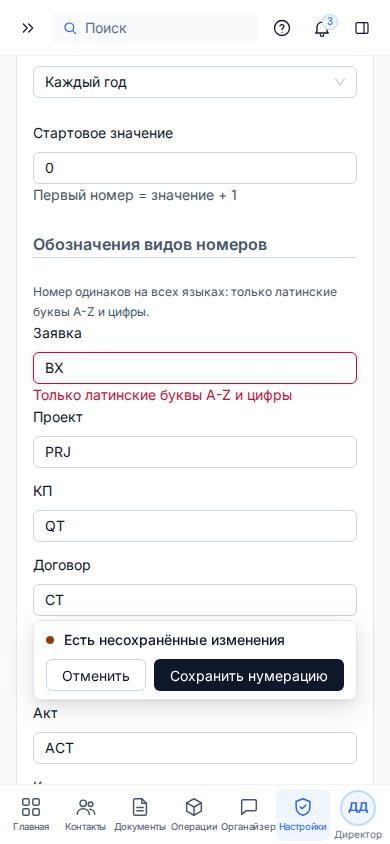 Поиск
3
Каждый год
Стартовое значение
0
Первый номер = значение + 1
Обозначения видов номеров
Номер одинаков на всех языках: только латинские
буквы A-Z и цифры.
Заявка
ВХ
Только латинские буквы A-Z и цифры
Проект
PRJ
КП
QT
Договор
CT
Есть несохранённые изменения
Отменить
Сохранить нумерацию
Акт
ACT
Главная
Контакты
Документы
Операции
Органайзер
Настройки
ДД
Директор